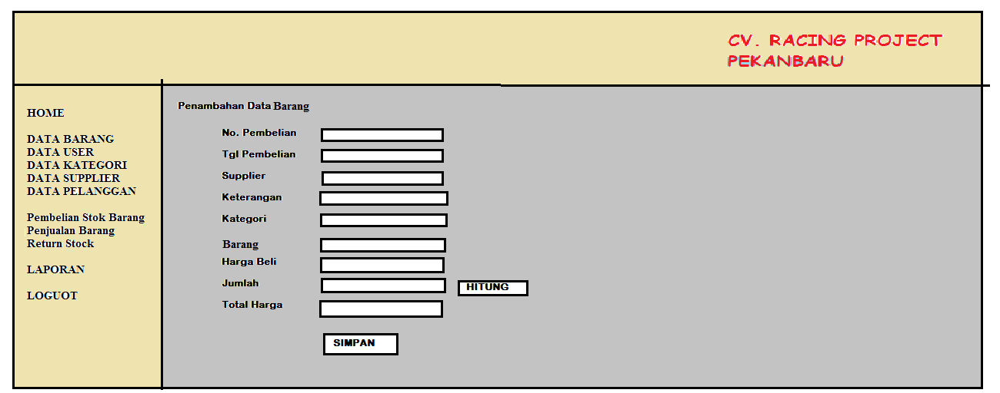 CV. RACING PROJECT
PEKANBARU
HOME
DATA BARANG
DATA USER
DATA KATEGORI
DATA SUPPLIER
DATA PELANGGAN
Pembelian Stok Barang
Penjualan Barang
Return Stock
LAPORAN
LOGUOT
Penambahan Data Barang
No. Pembelian
Tgl Pembelian
Supplier
Keterangan
Kategori
Barang
Harga Beli
Jumlah
HITUNG
Total Harga
SIMPAN